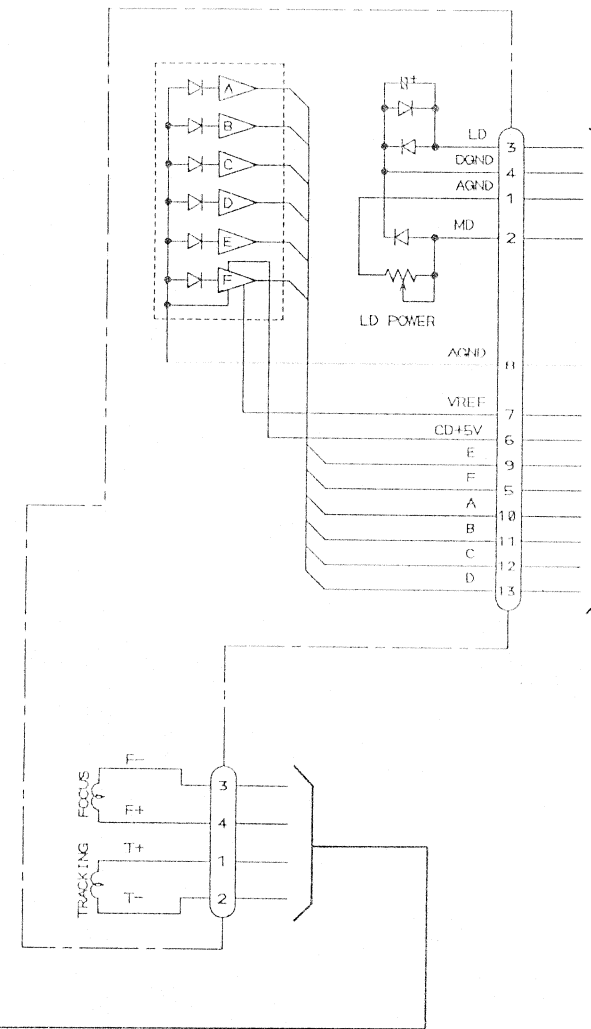 A
B
C
D
E
F
LD
3
DGND
4
AGND
1
MD
2
LD POWER
AGND
8
VREF
7
CD+5V
6
E
9
F
5
A
10
B
11
C
12
D
13
FOCUS
F-
3
F+
4
TRACKING
T+
1
T-
2